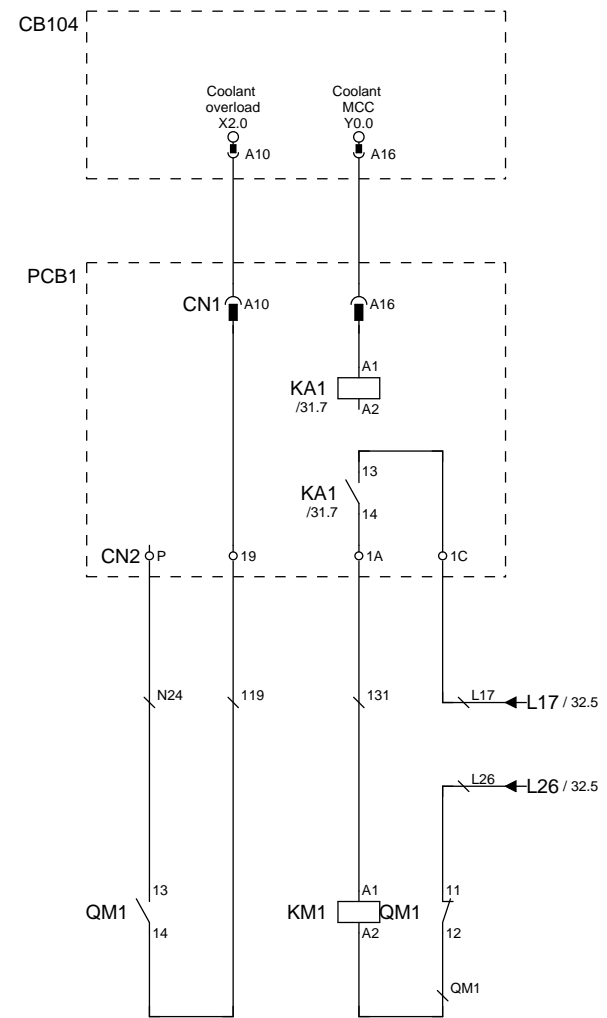 CB104
Coolant
overload
X2.0
A10
Coolant
MCC
Y0.0
A16
PCB1
CN1
A10
A16
KA1
/31.7
A1
A2
KA1
/31.7
13
14
CN2
P
19
1A
1C
N24
119
131
L17
L17 / 32.5
L26
L26 / 32.5
QM1
13
14
KM1
A1
A2
QM1
11
12
QM1